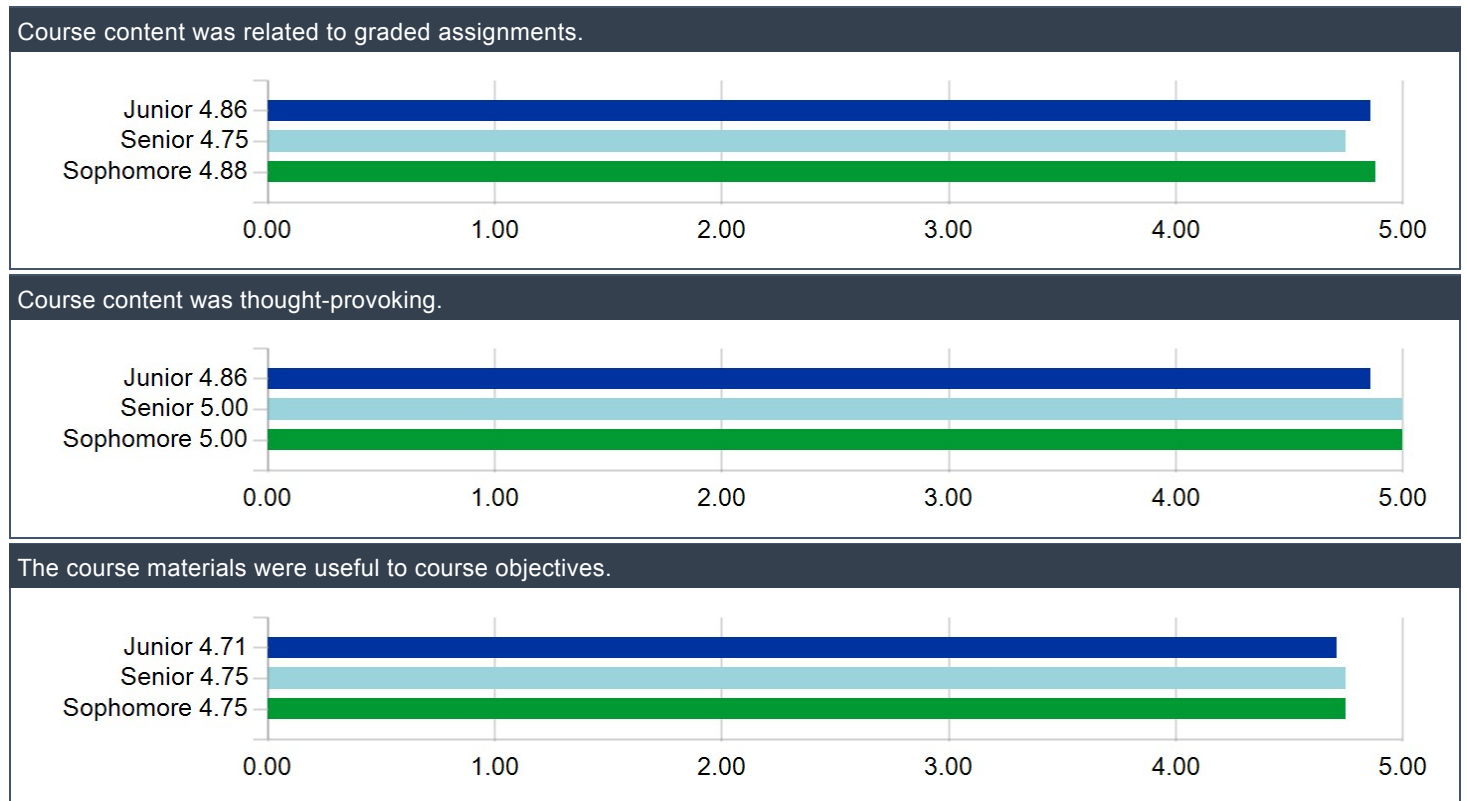 Course content was related to graded assignments.
Junior 4.86
Senior 4.75
Sophomore 4.88
0.00 1.00 2.00 3.00 4.00 5.00
Course content was thought-provoking.
Junior 4.86
Senior 5.00
Sophomore 5.00
0.00 1.00 2.00 3.00 4.00 5.00
The course materials were useful to course objectives.
Junior 4.71
Senior 4.75
Sophomore 4.75
0.00 1.00 2.00 3.00 4.00 5.00